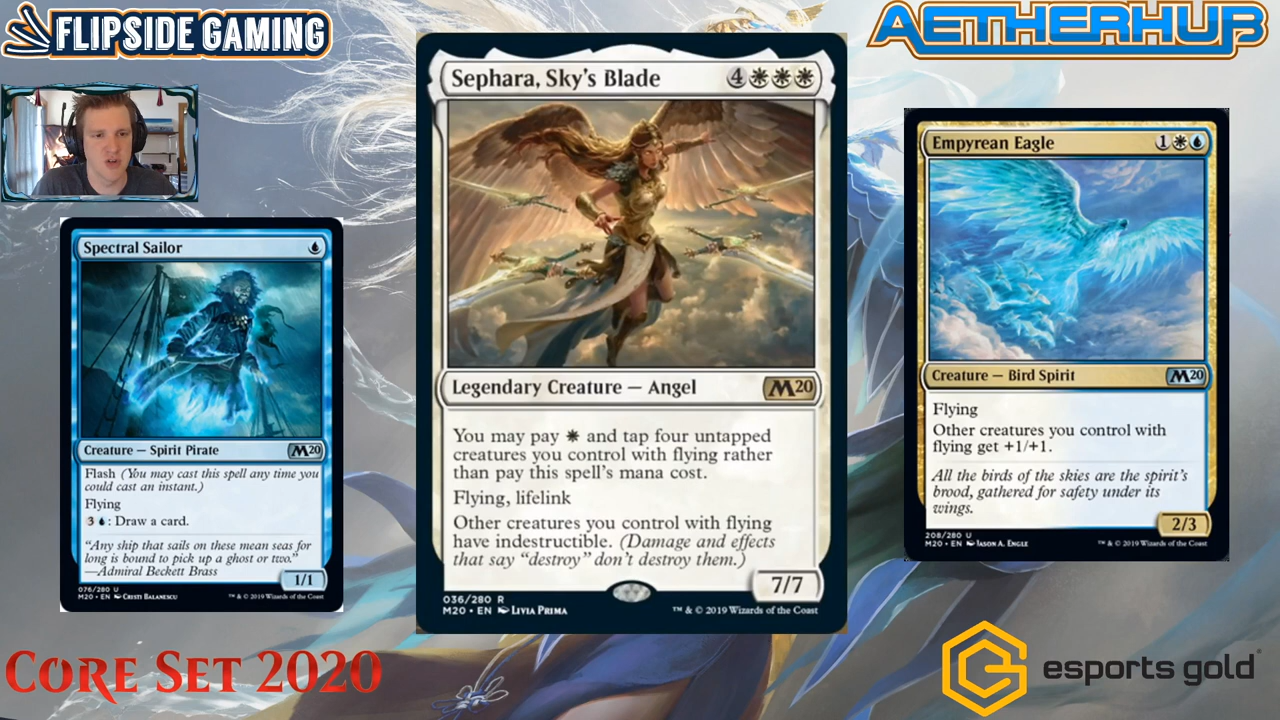 FLIPSIDE GAMING
AETHERHUB
Spectral Sailor
Creature — Spirit Pirate
M20
Flash (You may cast this spell any time you
could cast an instant.)
Flying
3 : Draw a card.
“Any ship that sails on these mean seas for
long is bound to pick up a ghost or two.”
—Admiral Beckett Brass
1/1
076/280 U
M20 • EN Cristi Balanescu
™ & © 2019 Wizards of the Coast
Sephara, Sky’s Blade 4
Legendary Creature — Angel
M20
You may pay and tap four untapped
creatures you control with flying rather
than pay this spell’s mana cost.
Flying, lifelink
Other creatures you control with flying
have indestructible. (Damage and effects
that say “destroy” don’t destroy them.)
7/7
036/280 R
M20 • EN Livia Prima
™ & © 2019 Wizards of the Coast
Empyrean Eagle 1
Creature — Bird Spirit
M20
Flying
Other creatures you control with
flying get +1/+1.
All the birds of the skies are the spirit’s
brood, gathered for safety under its
wings.
2/3
208/280 U
M20 • EN Jason A. Engle
™ & © 2019 Wizards of the Coast
Core Set 2020
esports gold